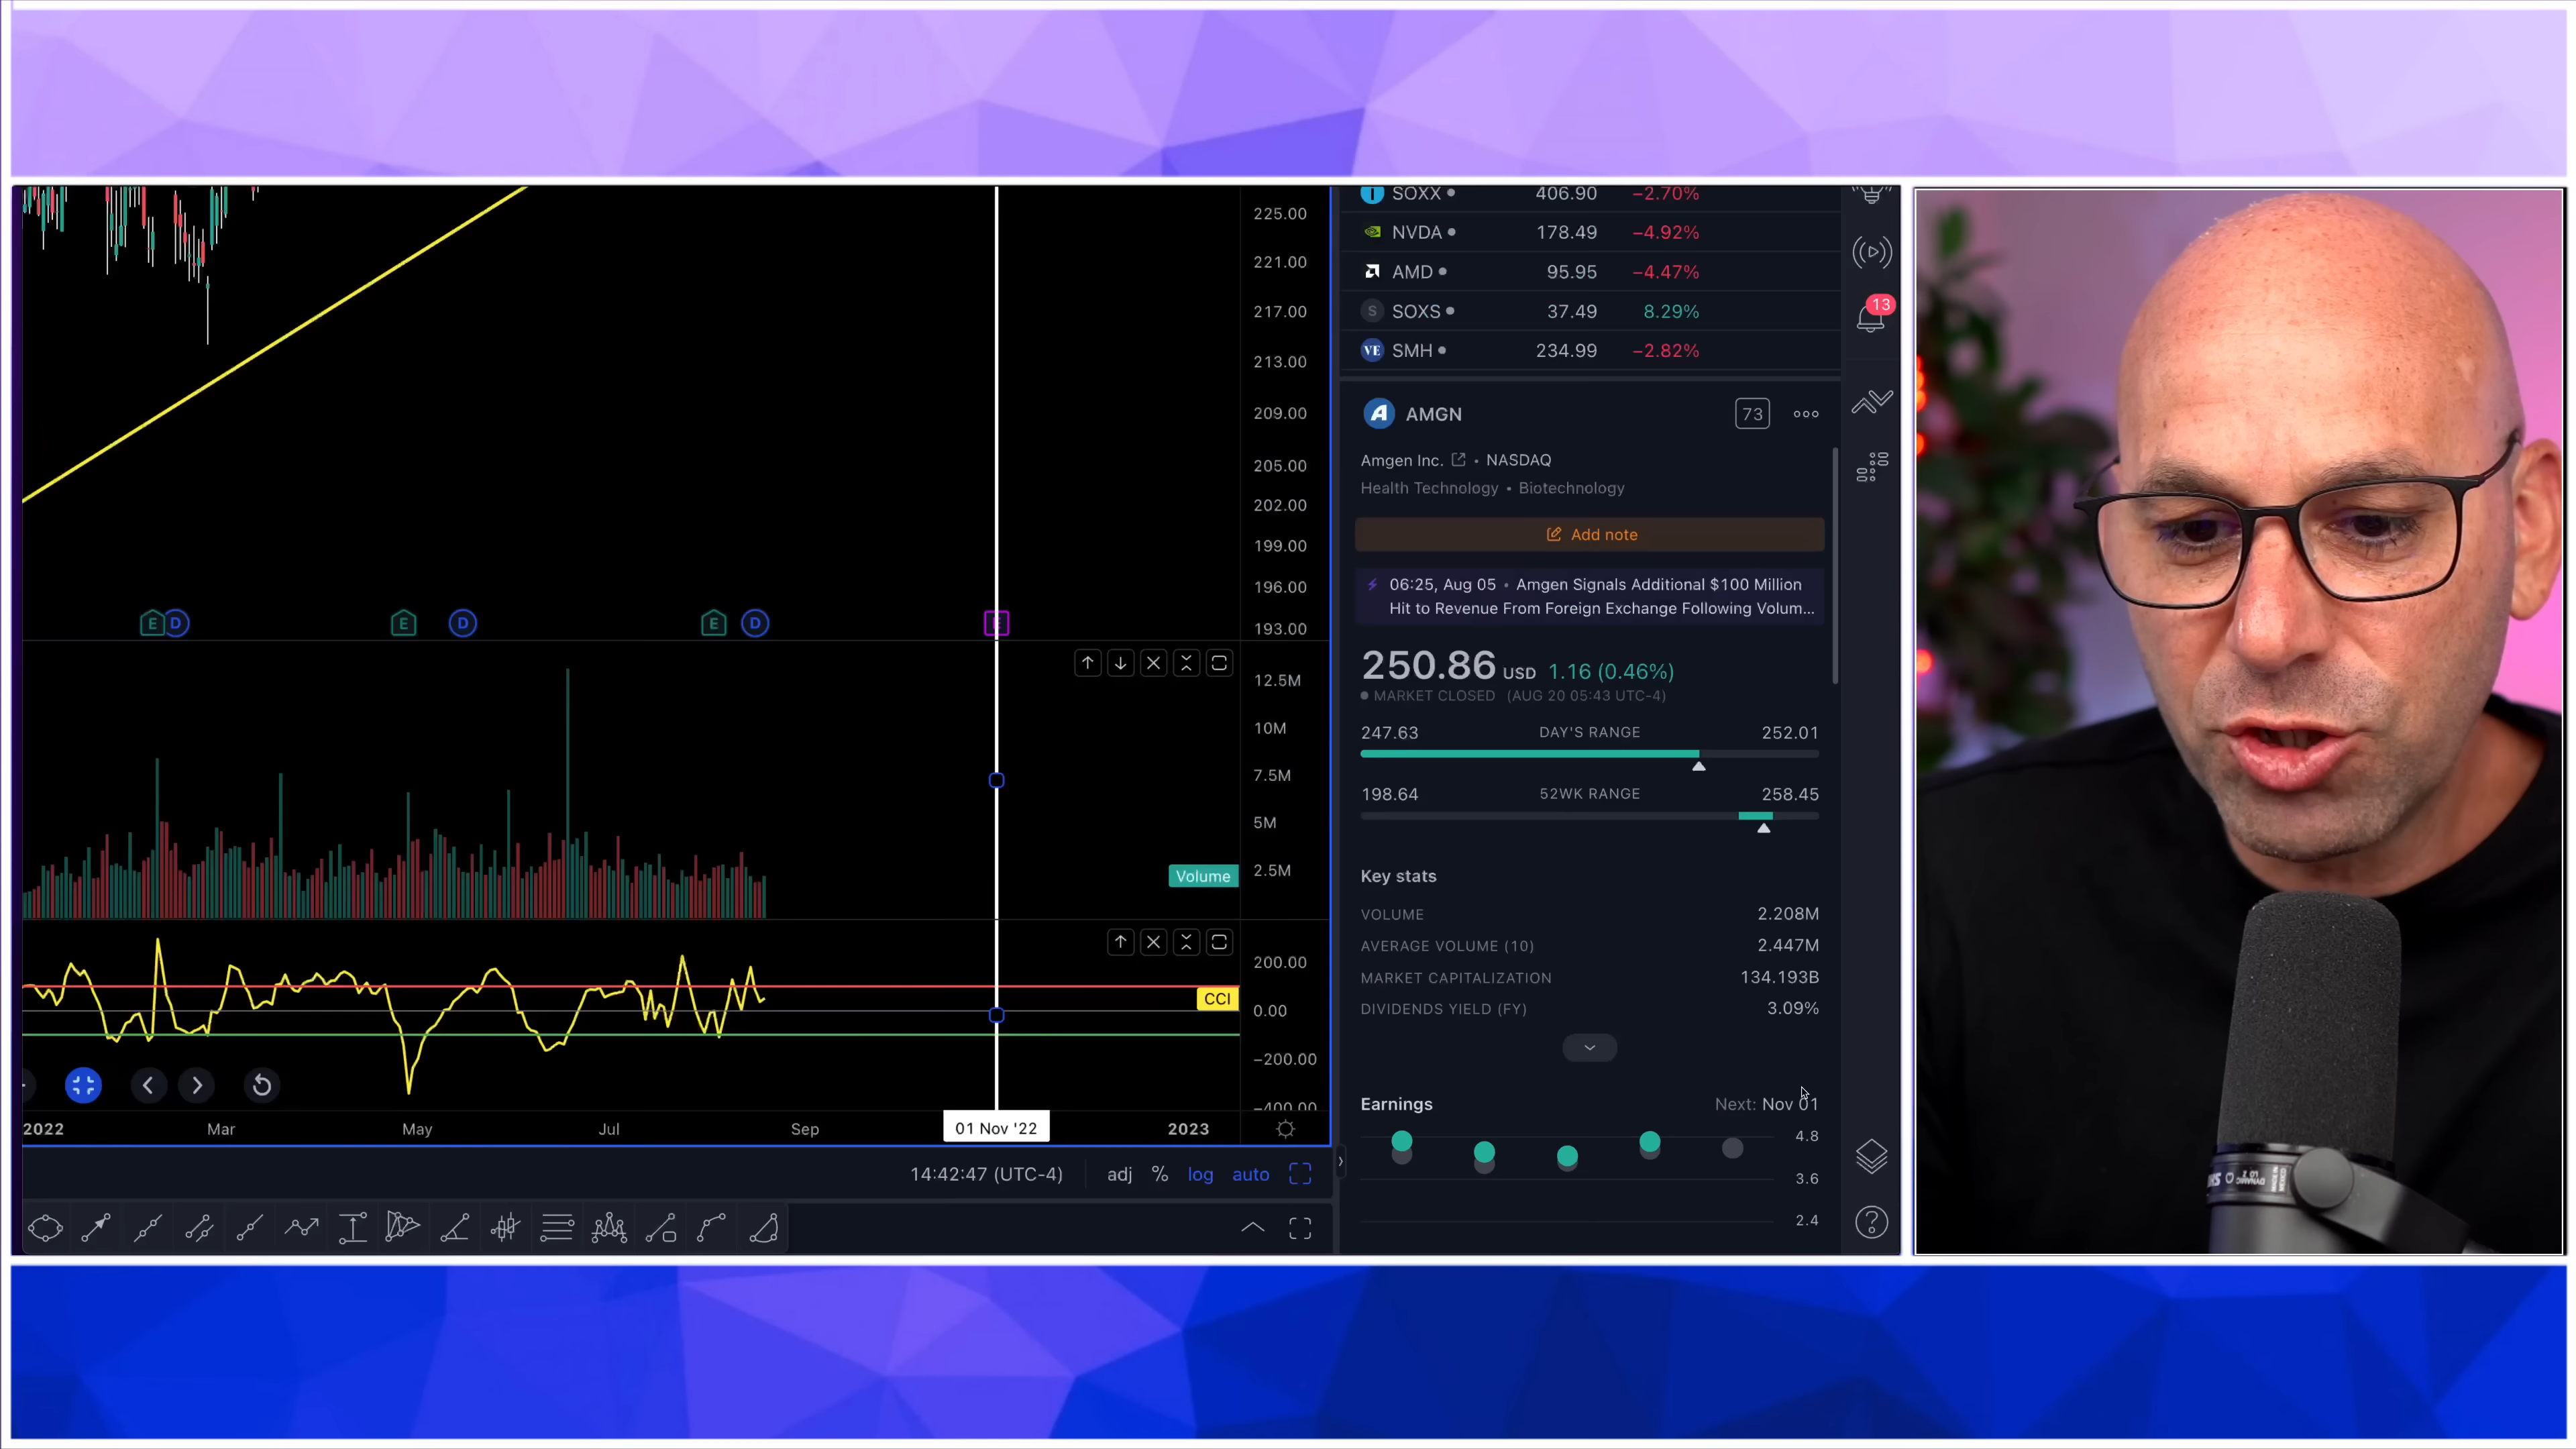 225.00
221.00
217.00
213.00
209.00
205.00
202.00
199.00
196.00
193.00
E D E D E D E
12.5M
10M
7.5M
5M
2.5M
Volume
200.00
CCI
0.00
−200.00
−400.00
2022 Mar May Jul Sep 01 Nov '22 2023
14:42:47 (UTC-4) adj % log auto
SOXX 406.90 −2.70%
NVDA 178.49 −4.92%
AMD 95.95 −4.47%
S SOXS 37.49 8.29%
VE SMH 234.99 −2.82%
13
AMGN 73
Amgen Inc. • NASDAQ
Health Technology • Biotechnology
Add note
06:25, Aug 05 • Amgen Signals Additional $100 Million
Hit to Revenue From Foreign Exchange Following Volum...
250.86 USD 1.16 (0.46%)
MARKET CLOSED (AUG 20 05:43 UTC-4)
247.63 DAY'S RANGE 252.01
198.64 52WK RANGE 258.45
Key stats
VOLUME 2.208M
AVERAGE VOLUME (10) 2.447M
MARKET CAPITALIZATION 134.193B
DIVIDENDS YIELD (FY) 3.09%
Earnings Next: Nov 01
4.8
3.6
2.4